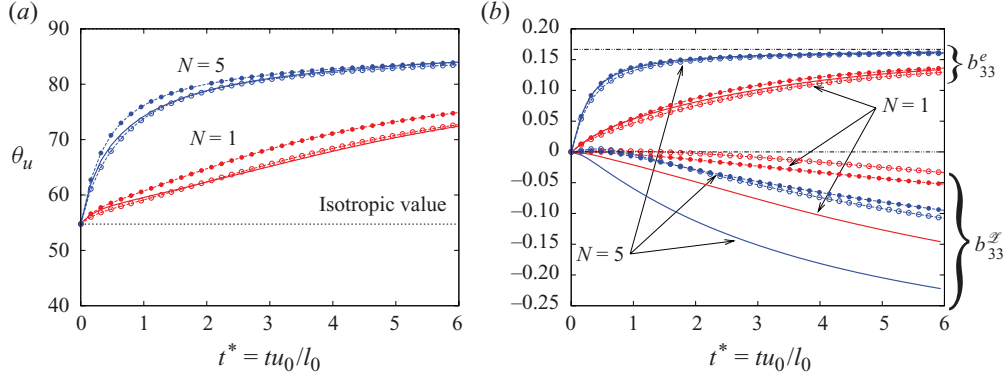 (a)
90
80
70
60
50
40
θ_u
N = 5
N = 1
Isotropic value
0 1 2 3 4 5 6
t* = tu₀/l₀
(b)
0.20
0.15
0.10
0.05
0
−0.05
−0.10
−0.15
−0.20
−0.25
N = 1
N = 5
b^e_33
b^𝒵_33
0 1 2 3 4 5 6
t* = tu₀/l₀